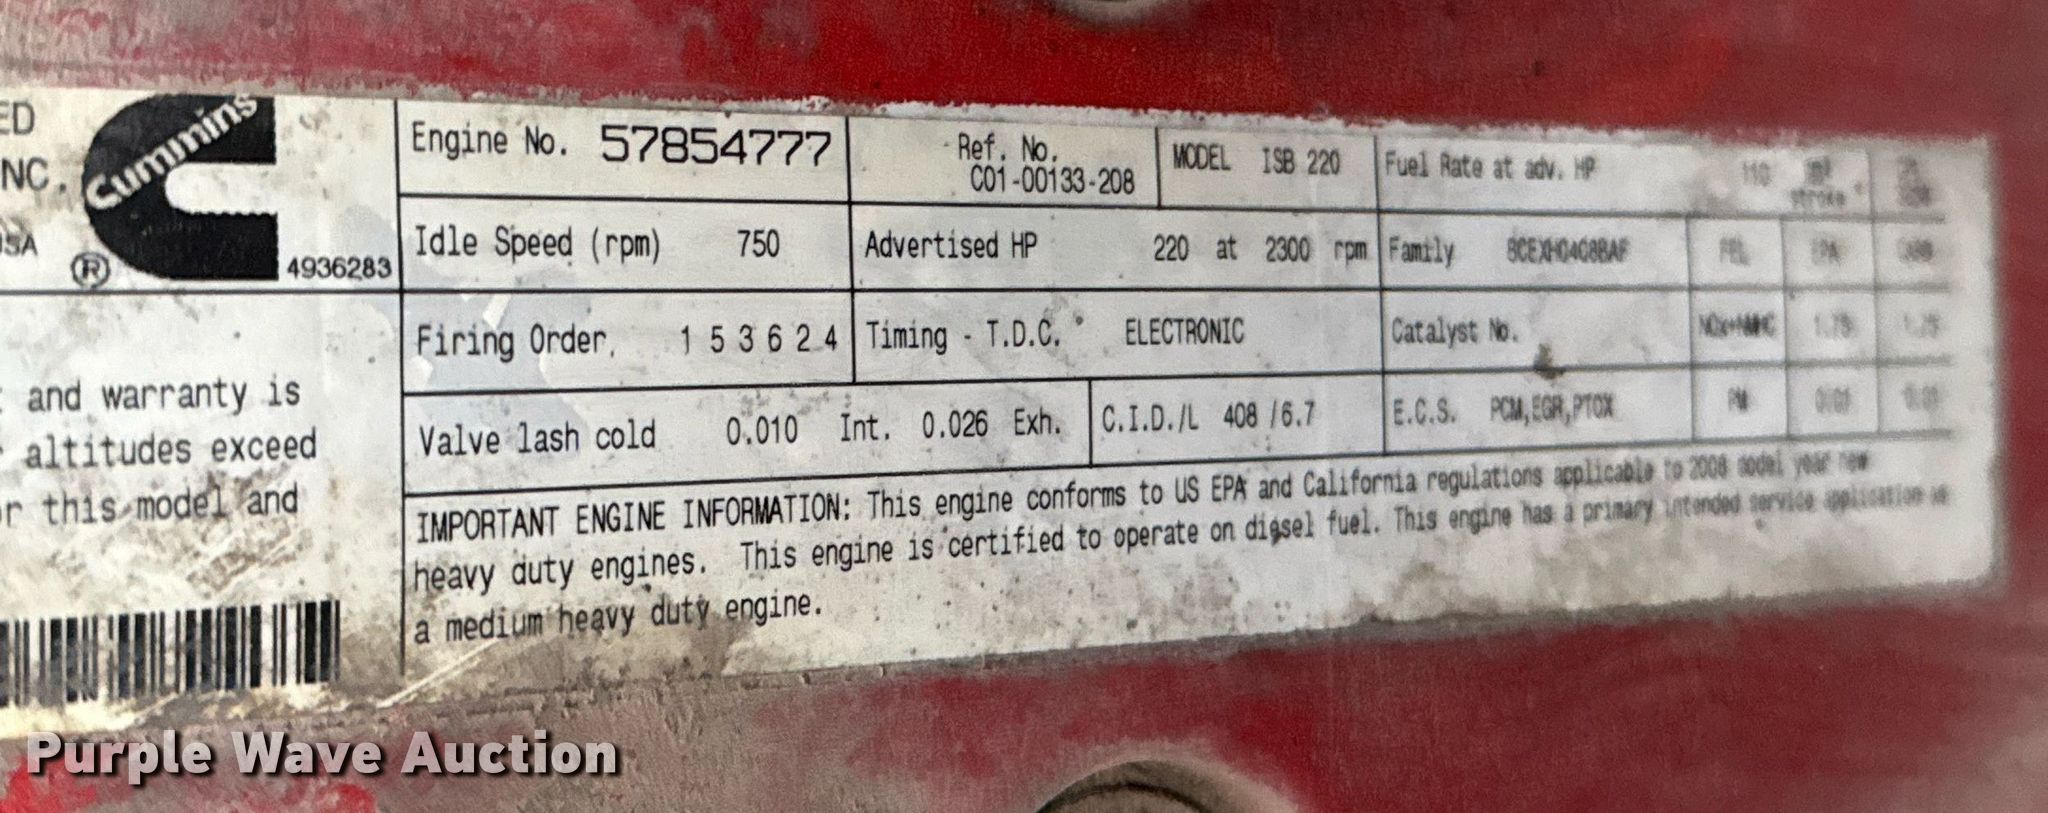 ED
NC.
Cummins
®
SA
4936283
and warranty is
altitudes exceed
r this model and
Engine No. 57854777
Ref. No.
C01-00133-208
MODEL ISB 220
Fuel Rate at adv. HP
Idle Speed (rpm) 750
Advertised HP 220 at 2300 rpm
Family
Firing Order. 1 5 3 6 2 4
Timing - T.D.C. ELECTRONIC
Catalyst No.
Valve lash cold 0.010 Int. 0.026 Exh.
C.I.D./L 408 /6.7
E.C.S. PCM,EGR,PTOX
PM
IMPORTANT ENGINE INFORMATION: This engine conforms to US EPA and California regulations applicable to 2008 model year new
heavy duty engines. This engine is certified to operate on diesel fuel. This engine has a primary intended service application as
a medium heavy duty engine.
Purple Wave Auction